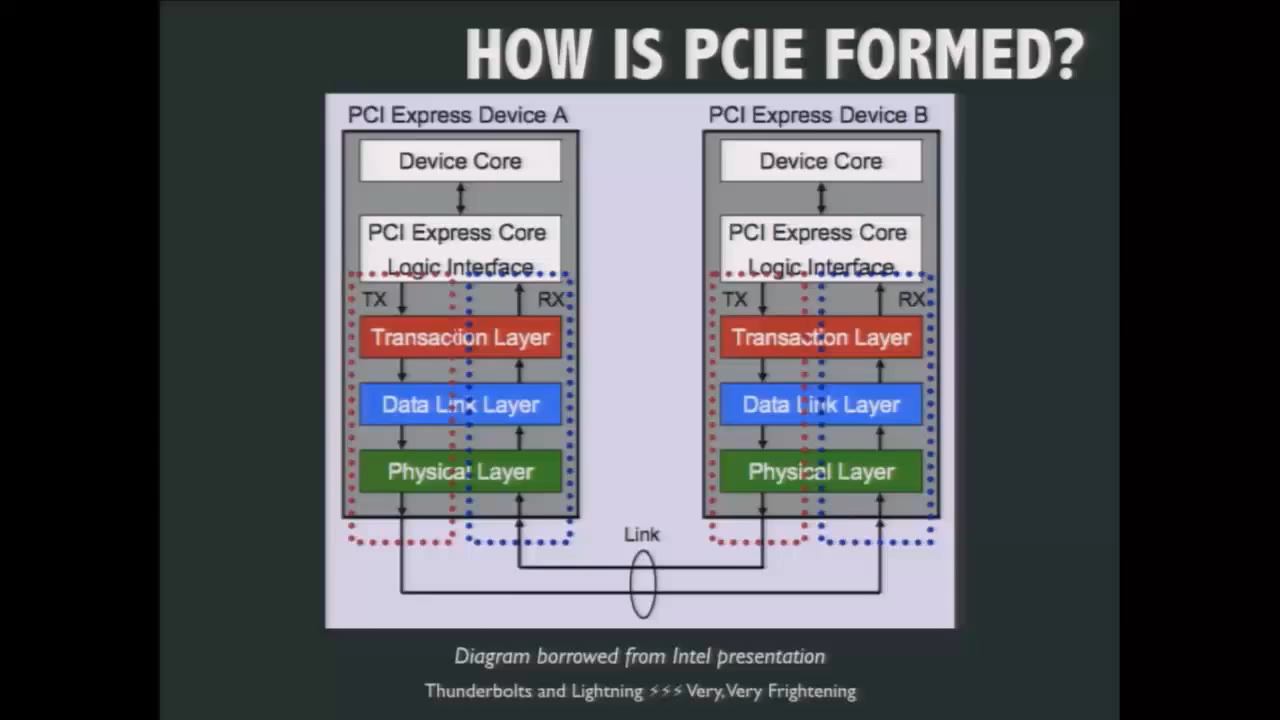 HOW IS PCIE FORMED?
PCI Express Device A
Device Core
PCI Express Core
Logic Interface
TX
RX
Transaction Layer
Data Link Layer
Physical Layer
PCI Express Device B
Device Core
PCI Express Core
Logic Interface
TX
RX
Transaction Layer
Data Link Layer
Physical Layer
Link
Diagram borrowed from Intel presentation
Thunderbolts and Lightning ⚡⚡⚡ Very, Very Frightening